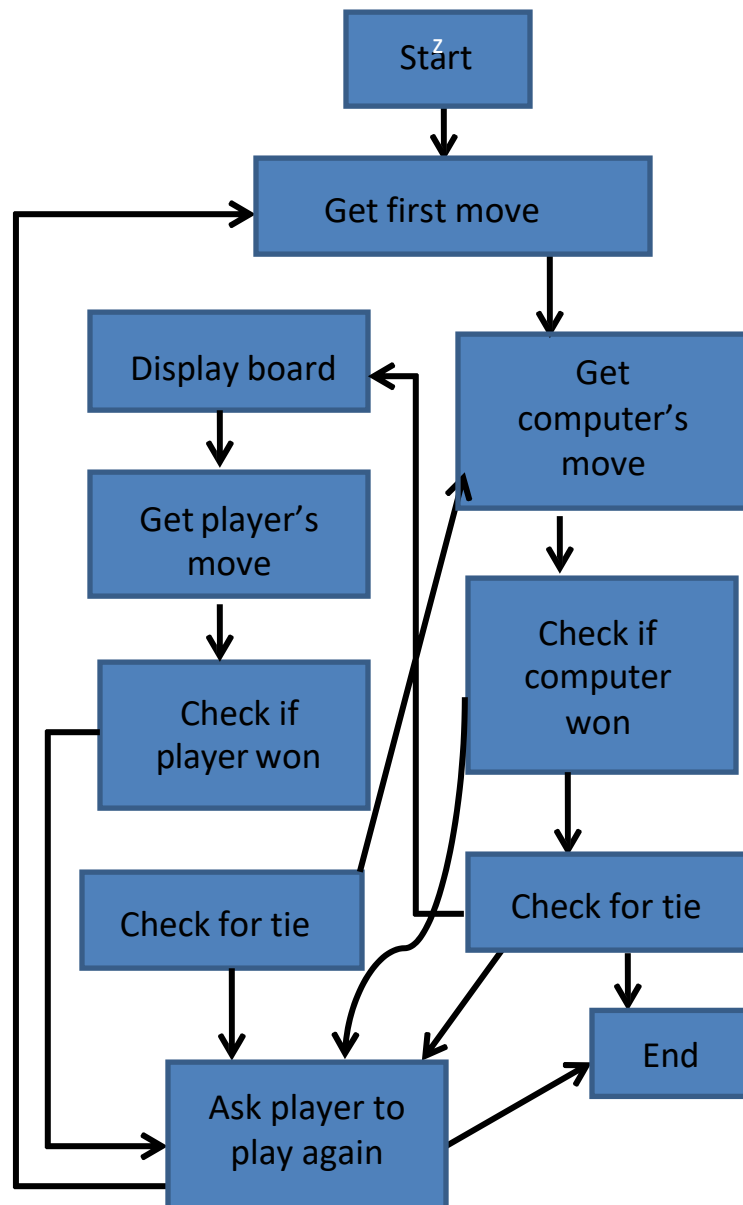 z
Start
Get first move
Display board
Get
computer’s
move
Get player’s
move
Check if
computer
won
Check if
player won
Check for tie
Check for tie
End
Ask player to
play again